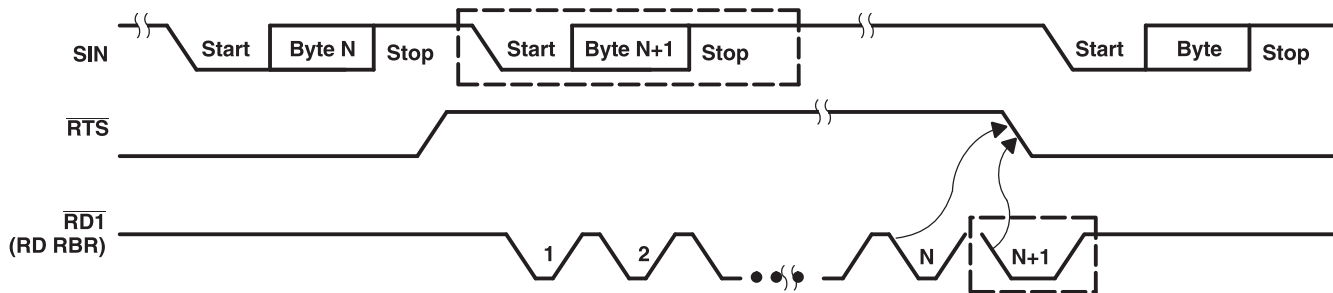 SIN Start Byte N Stop Start Byte N+1 Stop Start Byte Stop
RTS
RD1
(RD RBR)
1 2 N N+1